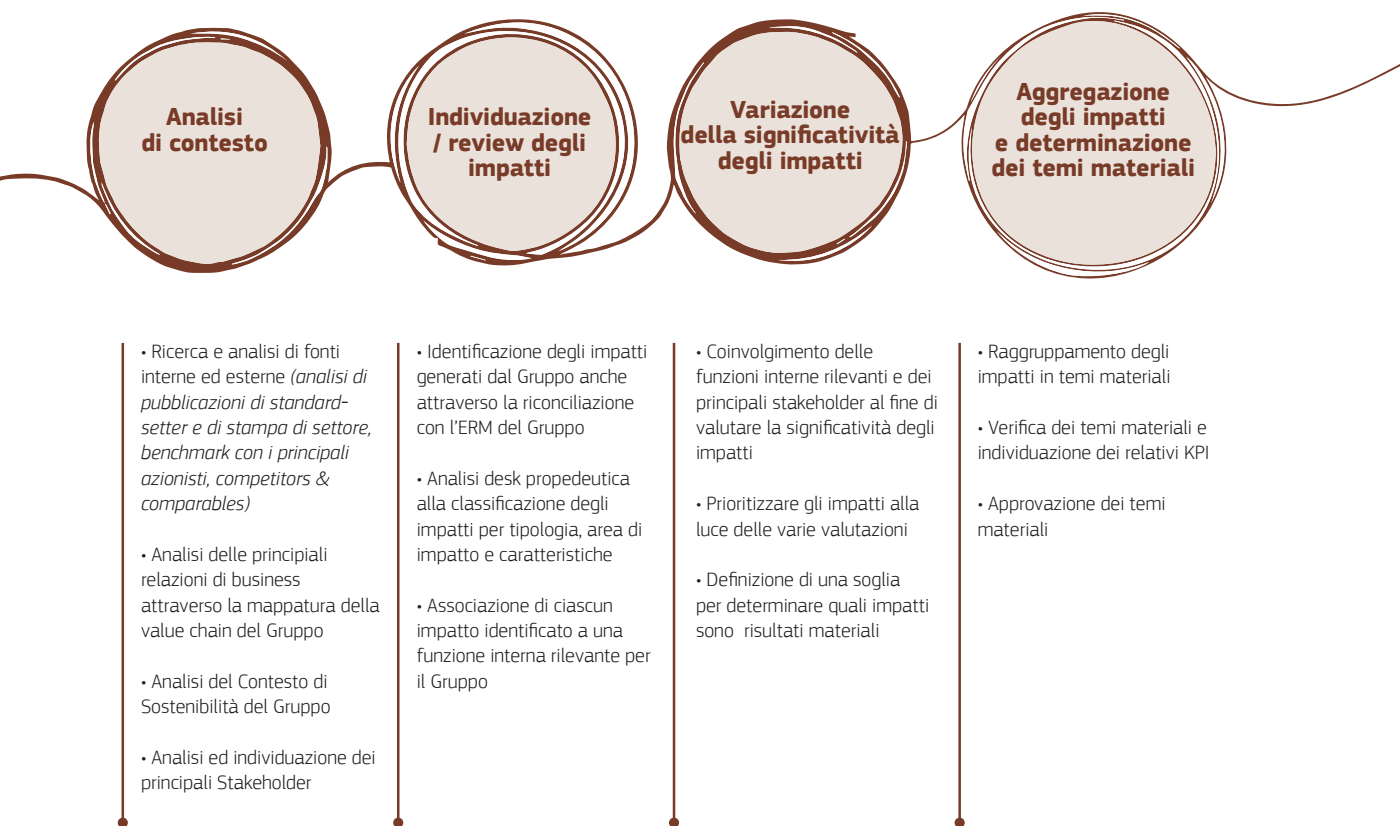 Analisi
di contesto
Individuazione
/ review degli
impatti
Variazione
della significatività
degli impatti
Aggregazione
degli impatti
e determinazione
dei temi materiali
• Ricerca e analisi di fonti
interne ed esterne (analisi di
pubblicazioni di standard-
setter e di stampa di settore,
benchmark con i principali
azionisti, competitors &
comparables)
• Analisi delle principiali
relazioni di business
attraverso la mappatura della
value chain del Gruppo
• Analisi del Contesto di
Sostenibilità del Gruppo
• Analisi ed individuazione dei
principali Stakeholder
• Identificazione degli impatti
generati dal Gruppo anche
attraverso la riconciliazione
con l’ERM del Gruppo
• Analisi desk propedeutica
alla classificazione degli
impatti per tipologia, area di
impatto e caratteristiche
• Associazione di ciascun
impatto identificato a una
funzione interna rilevante per
il Gruppo
• Coinvolgimento delle
funzioni interne rilevanti e dei
principali stakeholder al fine di
valutare la significatività degli
impatti
• Prioritizzare gli impatti alla
luce delle varie valutazioni
• Definizione di una soglia
per determinare quali impatti
sono  risultati materiali
• Raggruppamento degli
impatti in temi materiali
• Verifica dei temi materiali e
individuazione dei relativi KPI
• Approvazione dei temi
materiali